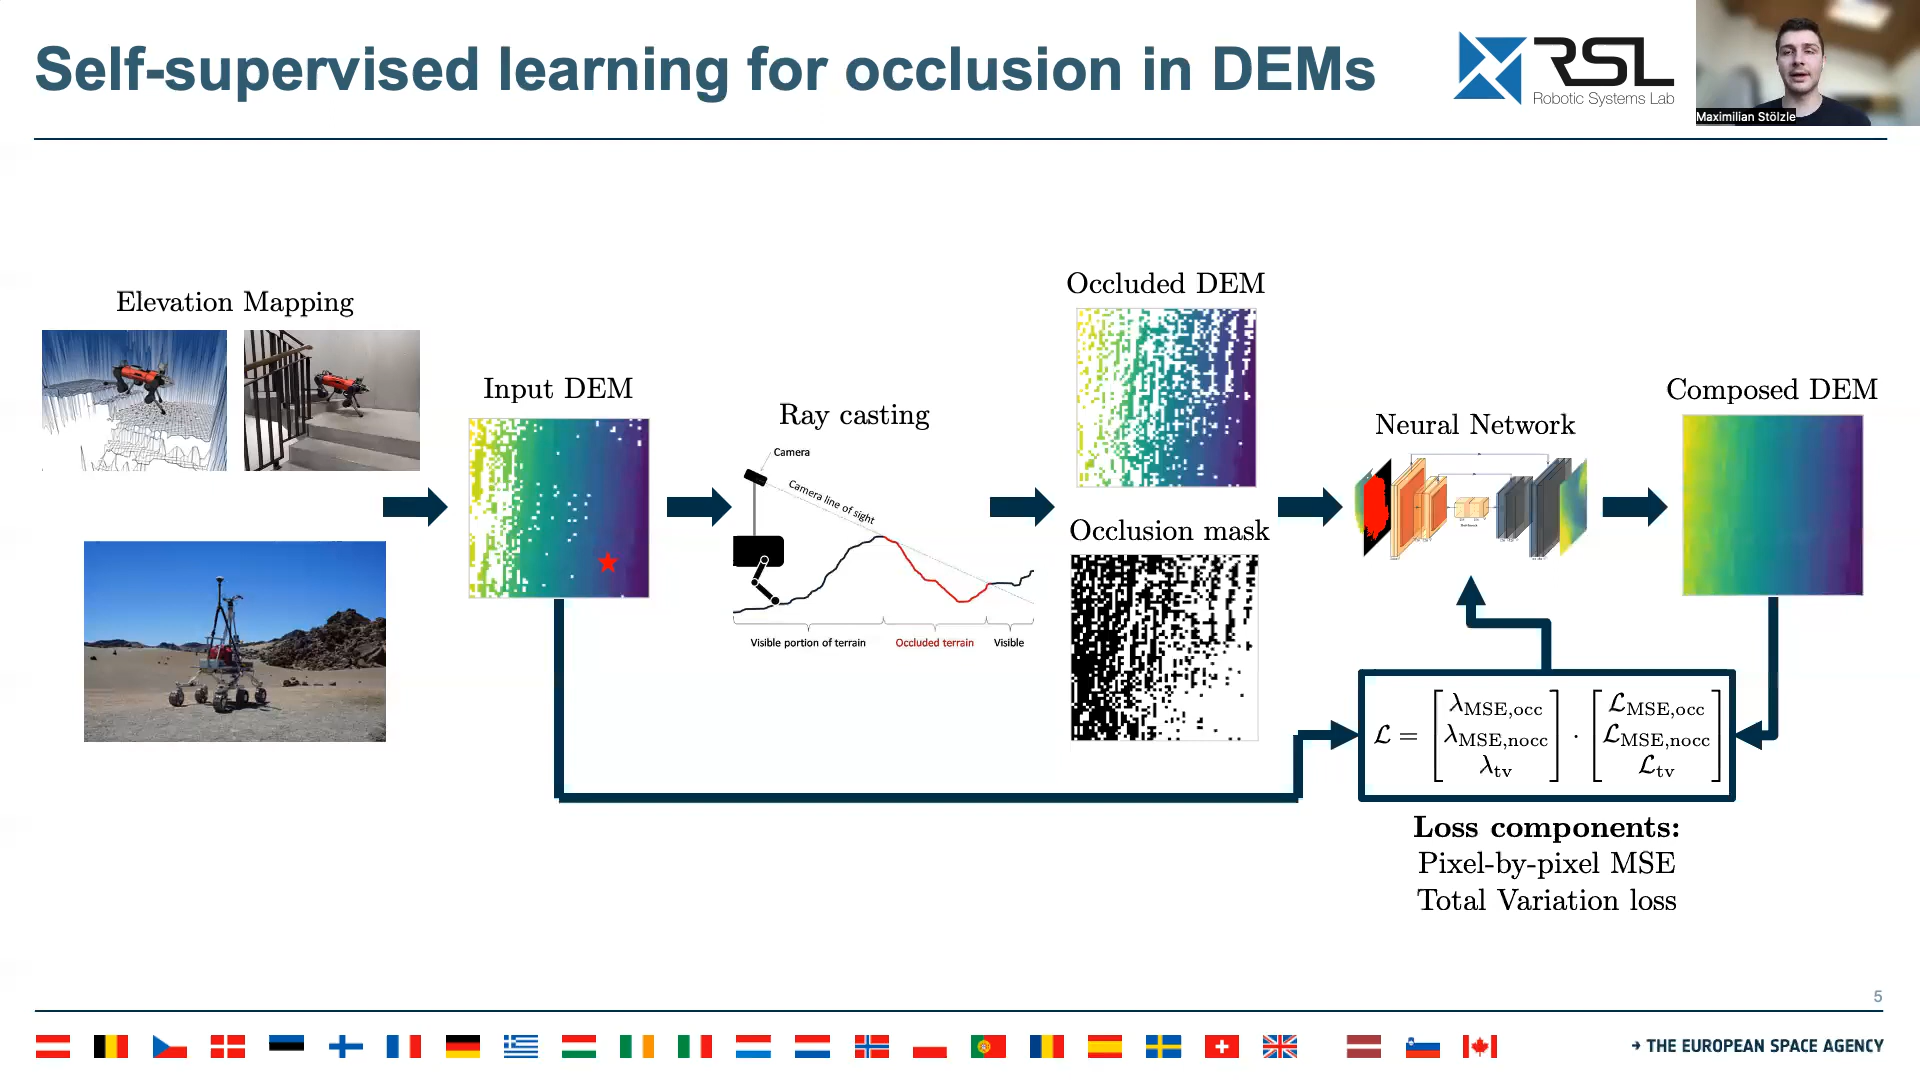 Self-supervised learning for occlusion in DEMs
RSL
Robotic Systems Lab
Maximilian Stölzle
Elevation Mapping
Input DEM
Ray casting
Camera
Camera line of sight
Visible portion of terrain
Occluded terrain
Visible
Occluded DEM
Occlusion mask
Neural Network
Composed DEM
ℒ = [λMSE,occ λMSE,nocc λtv] · [ℒMSE,occ ℒMSE,nocc ℒtv]
Loss components:
Pixel-by-pixel MSE
Total Variation loss
5
→ THE EUROPEAN SPACE AGENCY